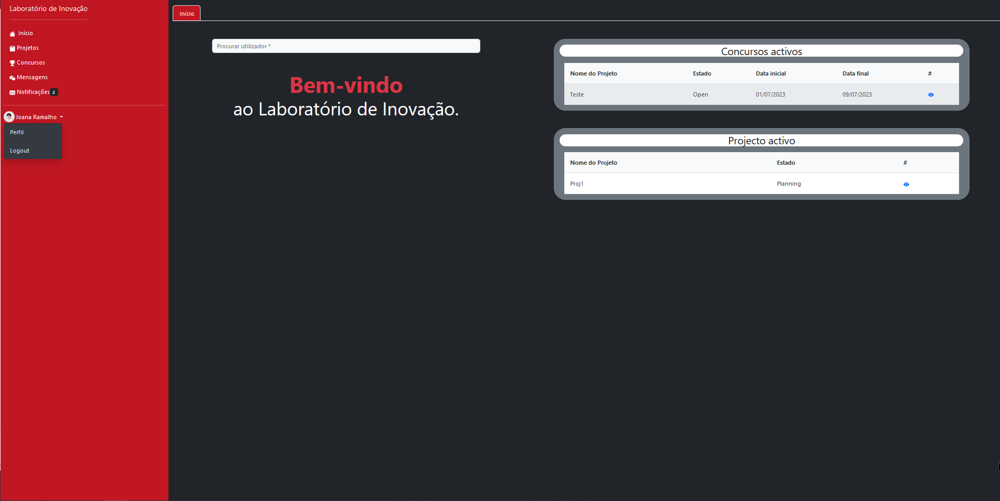 Laboratório de Inovação
Início
Projetos
Concursos
Mensagens
Notificações 2
Joana Ramalho
Perfil
Logout
Início
Procurar utilizador *
Bem-vindo
ao Laboratório de Inovação.
Concursos activos
Nome do Projeto Estado Data inicial Data final #
Teste Open 01/07/2023 09/07/2023
Projecto activo
Nome do Projeto Estado #
Proj1 Planning